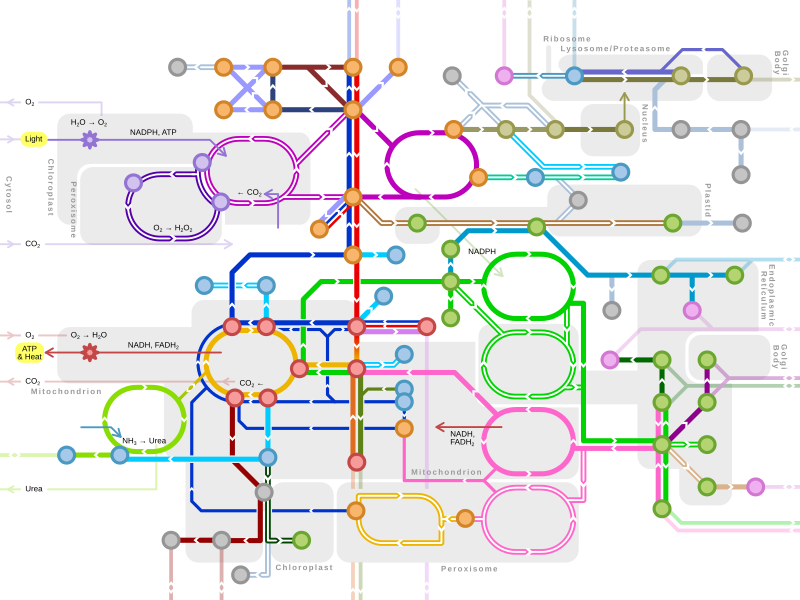 Ribosome
Lysosome/Proteasome
Golgi
Body
O₂
H₂O → O₂
Light
NADPH, ATP
Nucleus
Cytosol
Chloroplast
Peroxisome
← CO₂
Plastid
O₂ → H₂O₂
CO₂
NADPH
Endoplasmic
Reticulum
O₂
O₂ → H₂O
ATP
& Heat
NADH, FADH₂
Golgi
Body
CO₂
CO₂ ←
Mitochondrion
NH₃ → Urea
NADH,
FADH₂
Mitochondrion
Urea
Chloroplast
Peroxisome